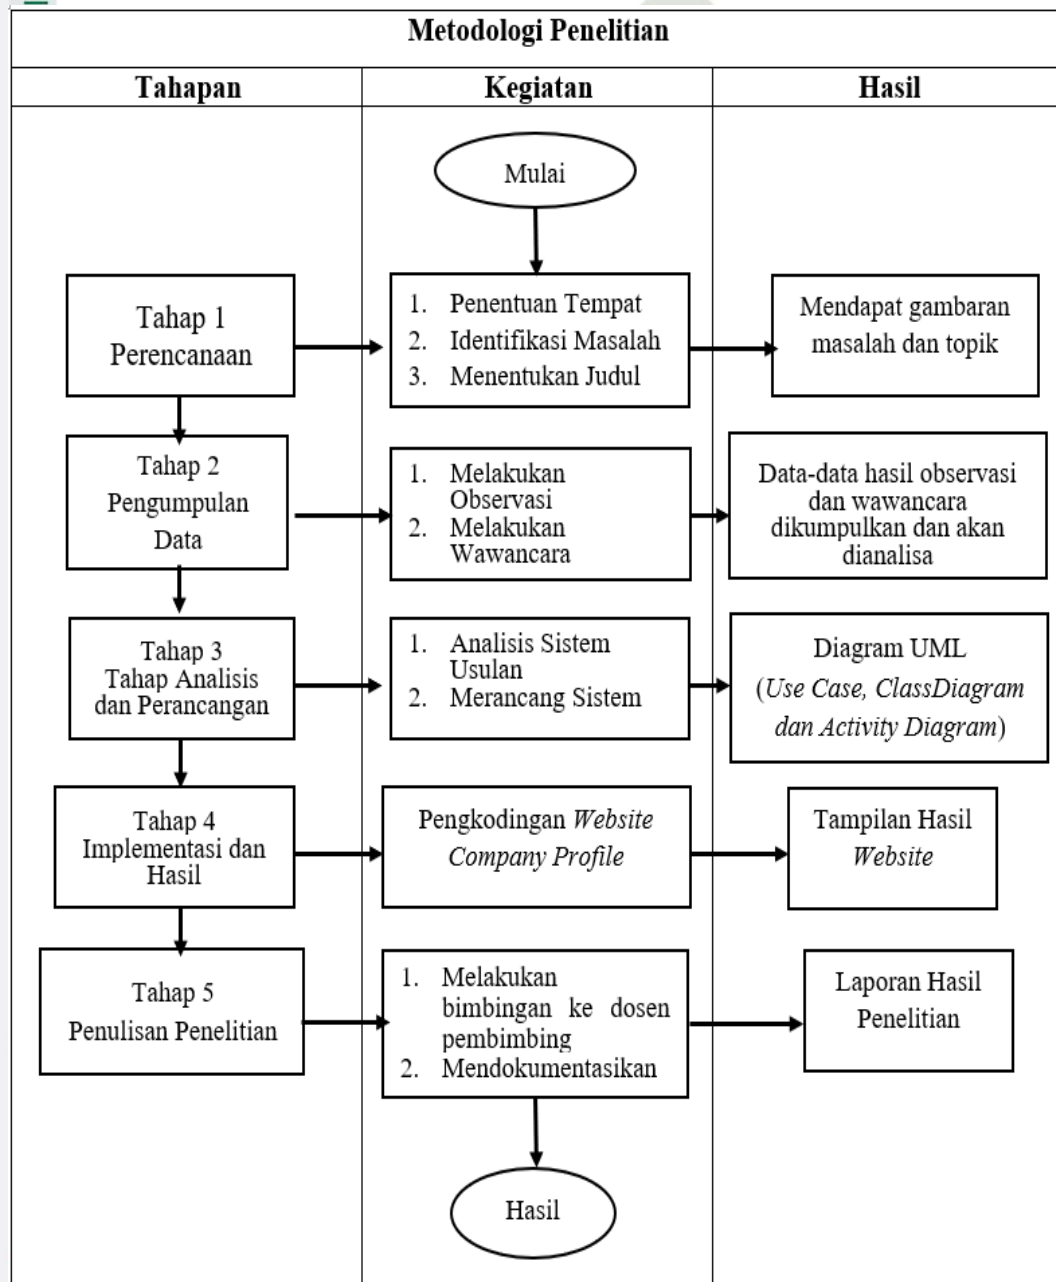 Metodologi Penelitian
Tahapan
Kegiatan
Hasil
Mulai
Tahap 1
Perencanaan
1. Penentuan Tempat
2. Identifikasi Masalah
3. Menentukan Judul
Mendapat gambaran
masalah dan topik
Tahap 2
Pengumpulan
Data
1. Melakukan
Observasi
2. Melakukan
Wawancara
Data-data hasil observasi
dan wawancara
dikumpulkan dan akan
dianalisa
Tahap 3
Tahap Analisis
dan Perancangan
1. Analisis Sistem
Usulan
2. Merancang Sistem
Diagram UML
(Use Case, ClassDiagram
dan Activity Diagram)
Tahap 4
Implementasi dan
Hasil
Pengkodingan Website
Company Profile
Tampilan Hasil
Website
Tahap 5
Penulisan Penelitian
1. Melakukan
bimbingan ke dosen
pembimbing
2. Mendokumentasikan
Laporan Hasil
Penelitian
Hasil